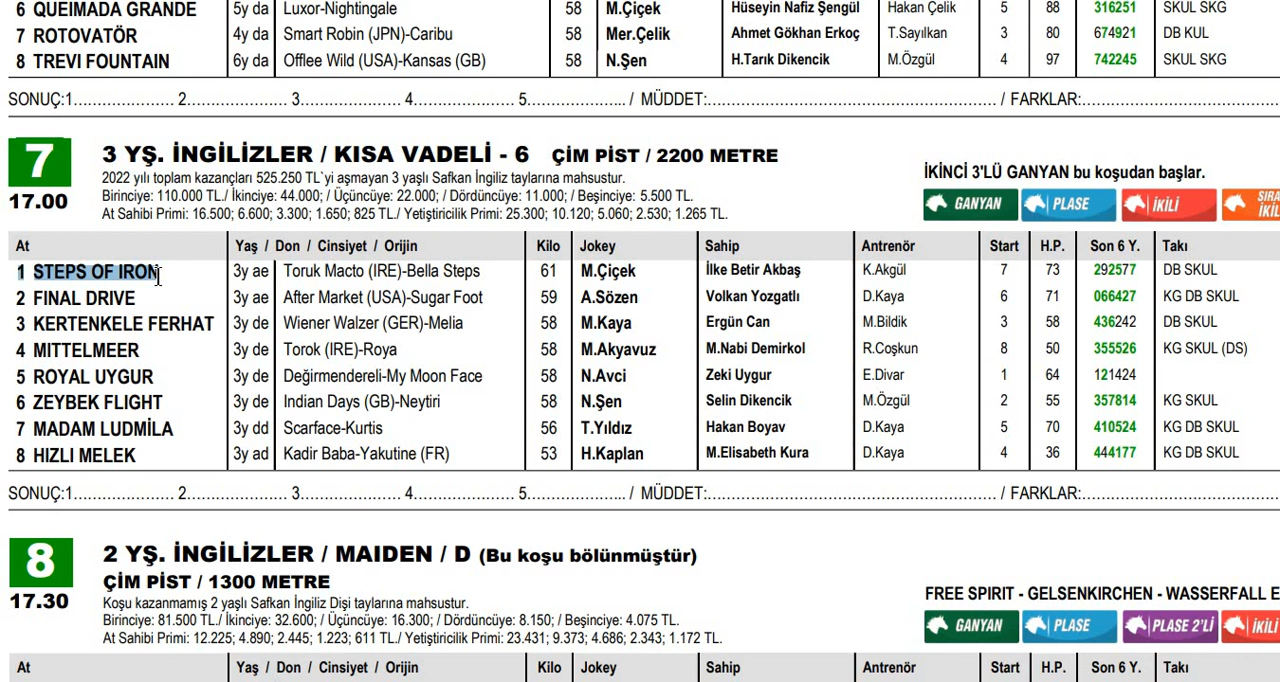 6 QUEIMADA GRANDE 5y da Luxor-Nightingale 58 M.Çiçek Hüseyin Nafiz Şengül Hakan Çelik 5 88 316251 SKUL SKG
7 ROTOVATÖR 4y da Smart Robin (JPN)-Caribu 58 Mer.Çelik Ahmet Gökhan Erkoç T.Sayılkan 3 80 674921 DB KUL
8 TREVI FOUNTAIN 6y da Offlee Wild (USA)-Kansas (GB) 58 N.Şen H.Tarık Dikencik M.Özgül 4 97 742245 SKUL SKG
SONUÇ:1...................... 2...................... 3...................... 4...................... 5..................... / MÜDDET:............................................................... / FARKLAR:....................................
7 3 YŞ. İNGİLİZLER / KISA VADELİ - 6 ÇİM PİST / 2200 METRE
2022 yılı toplam kazançları 525.250 TL`yi aşmayan 3 yaşlı Safkan İngiliz taylarına mahsustur.
İKİNCİ 3'LÜ GANYAN bu koşudan başlar.
17.00 Birinciye: 110.000 TL./ İkinciye: 44.000; / Üçüncüye: 22.000; / Dördüncüye: 11.000; / Beşinciye: 5.500 TL.
GANYAN PLASE İKİLİ SIRA İKİL
At Sahibi Primi: 16.500; 6.600; 3.300; 1.650; 825 TL./ Yetiştiricilik Primi: 25.300; 10.120; 5.060; 2.530; 1.265 TL.
At Yaş / Don / Cinsiyet / Orijin Kilo Jokey Sahip Antrenör Start H.P. Son 6 Y. Takı
1 STEPS OF IRON 3y ae Toruk Macto (IRE)-Bella Steps 61 M.Çiçek İlke Betir Akbaş K.Akgül 7 73 292577 DB SKUL
2 FINAL DRIVE 3y ae After Market (USA)-Sugar Foot 59 A.Sözen Volkan Yozgatlı D.Kaya 6 71 066427 KG DB SKUL
3 KERTENKELE FERHAT 3y de Wiener Walzer (GER)-Melia 58 M.Kaya Ergün Can M.Bildik 3 58 436242 DB SKUL
4 MITTELMEER 3y de Torok (IRE)-Roya 58 M.Akyavuz M.Nabi Demirkol R.Coşkun 8 50 355526 KG SKUL (DS)
5 ROYAL UYGUR 3y de Değirmendereli-My Moon Face 58 N.Avci Zeki Uygur E.Divar 1 64 121424
6 ZEYBEK FLIGHT 3y de Indian Days (GB)-Neytiri 58 N.Şen Selin Dikencik M.Özgül 2 55 357814 KG SKUL
7 MADAM LUDMİLA 3y dd Scarface-Kurtis 56 T.Yıldız Hakan Boyav D.Kaya 5 70 410524 KG DB SKUL
8 HIZLI MELEK 3y ad Kadir Baba-Yakutine (FR) 53 H.Kaplan M.Elisabeth Kura D.Kaya 4 36 444177 KG DB SKUL
SONUÇ:1...................... 2...................... 3...................... 4...................... 5..................... / MÜDDET:............................................................... / FARKLAR:....................................
8 2 YŞ. İNGİLİZLER / MAIDEN / D (Bu koşu bölünmüştür)
ÇİM PİST / 1300 METRE
FREE SPIRIT - GELSENKIRCHEN - WASSERFALL E
17.30 Koşu kazanmamış 2 yaşlı Safkan İngiliz Dişi taylarına mahsustur.
Birinciye: 81.500 TL./ İkinciye: 32.600; / Üçüncüye: 16.300; / Dördüncüye: 8.150; / Beşinciye: 4.075 TL.
GANYAN PLASE PLASE 2'Lİ İKİLİ
At Sahibi Primi: 12.225; 4.890; 2.445; 1.223; 611 TL./ Yetiştiricilik Primi: 23.431; 9.373; 4.686; 2.343; 1.172 TL.
At Yaş / Don / Cinsiyet / Orijin Kilo Jokey Sahip Antrenör Start H.P. Son 6 Y. Takı